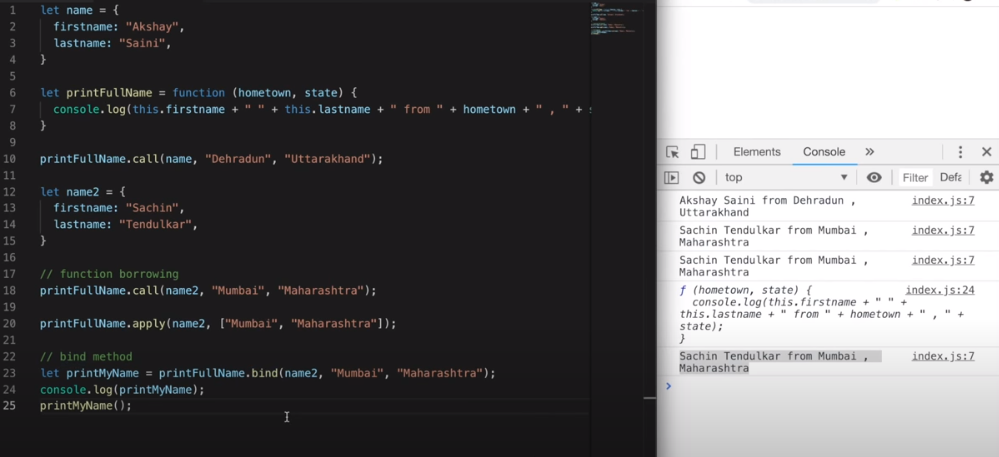 1 let name = {
2 firstname: "Akshay",
3 lastname: "Saini",
4 }
5
6 let printFullName = function (hometown, state) {
7 console.log(this.firstname + " " + this.lastname + " from " + hometown + " , " +
8 }
9
10 printFullName.call(name, "Dehradun", "Uttarakhand");
11
12 let name2 = {
13 firstname: "Sachin",
14 lastname: "Tendulkar",
15 }
16
17 // function borrowing
18 printFullName.call(name2, "Mumbai", "Maharashtra");
19
20 printFullName.apply(name2, ["Mumbai", "Maharashtra"]);
21
22 // bind method
23 let printMyName = printFullName.bind(name2, "Mumbai", "Maharashtra");
24 console.log(printMyName);
25 printMyName();
Elements Console »
top Filter Defa
Akshay Saini from Dehradun , index.js:7
Uttarakhand
Sachin Tendulkar from Mumbai , index.js:7
Maharashtra
Sachin Tendulkar from Mumbai , index.js:7
Maharashtra
ƒ (hometown, state) { index.js:24
console.log(this.firstname + " " +
this.lastname + " from " + hometown + " , " +
state);
}
Sachin Tendulkar from Mumbai , index.js:7
Maharashtra
>